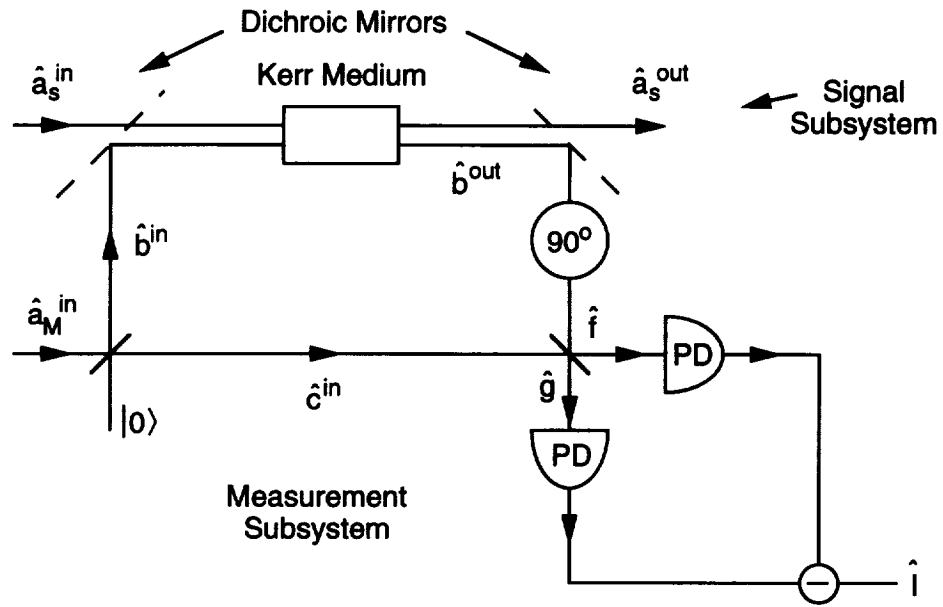 Dichroic Mirrors
Kerr Medium
â_s^in
â_s^out
Signal
Subsystem
b̂^out
b̂^in
90°
â_M^in
f̂
PD
ĉ^in
ĝ
|0⟩
PD
Measurement
Subsystem
−
Î